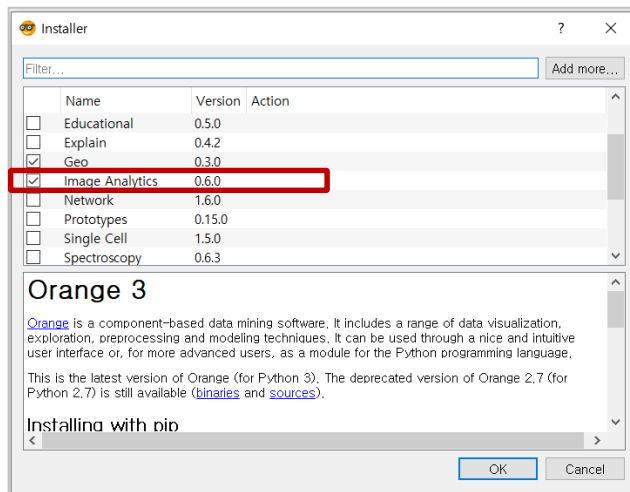 Installer ? ×
Filter... Add more...
Name Version Action
Educational 0.5.0
Explain 0.4.2
Geo 0.3.0
Image Analytics 0.6.0
Network 1.6.0
Prototypes 0.15.0
Single Cell 1.5.0
Spectroscopy 0.6.3
Orange 3
Orange is a component-based data mining software. It includes a range of data visualization,
exploration, preprocessing and modeling techniques. It can be used through a nice and intuitive
user interface or, for more advanced users, as a module for the Python programming language.
This is the latest version of Orange (for Python 3). The deprecated version of Orange 2.7 (for
Python 2.7) is still available (binaries and sources).
Installing with pip
OK Cancel